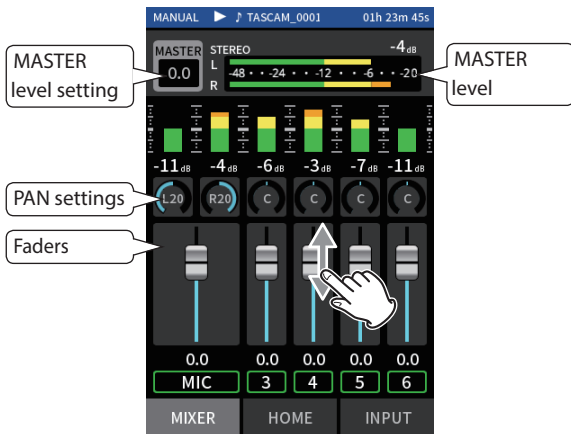 MANUAL TASCAM_0001 01h 23m 45s
MASTER level setting
MASTER
0.0
STEREO
-4dB
L
-48 · · -24 · · -12 · · -6 · · -20
R
MASTER level
-11dB -4dB -6dB -3dB -7dB -11dB
PAN settings
L20 R20 C C C C
Faders
0.0 0.0 0.0 0.0 0.0
MIC 3 4 5 6
MIXER HOME INPUT